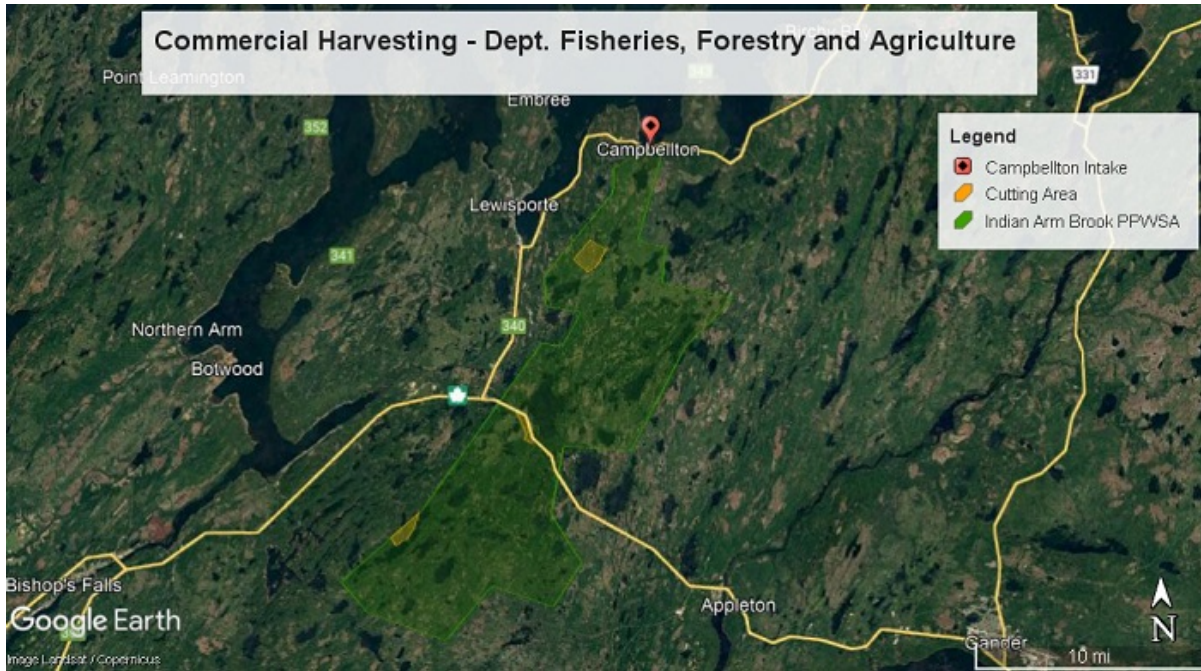 Commercial Harvesting - Dept. Fisheries, Forestry and Agriculture
Point Leamington
343
331
Embree
352
Campbellton
Legend
Campbellton Intake
Cutting Area
Indian Arm Brook PPWSA
Lewisporte
341
340
Northern Arm
Botwood
Bishop's Falls
Appleton
Google Earth
Gander
N
10 mi
Image Landsat / Copernicus